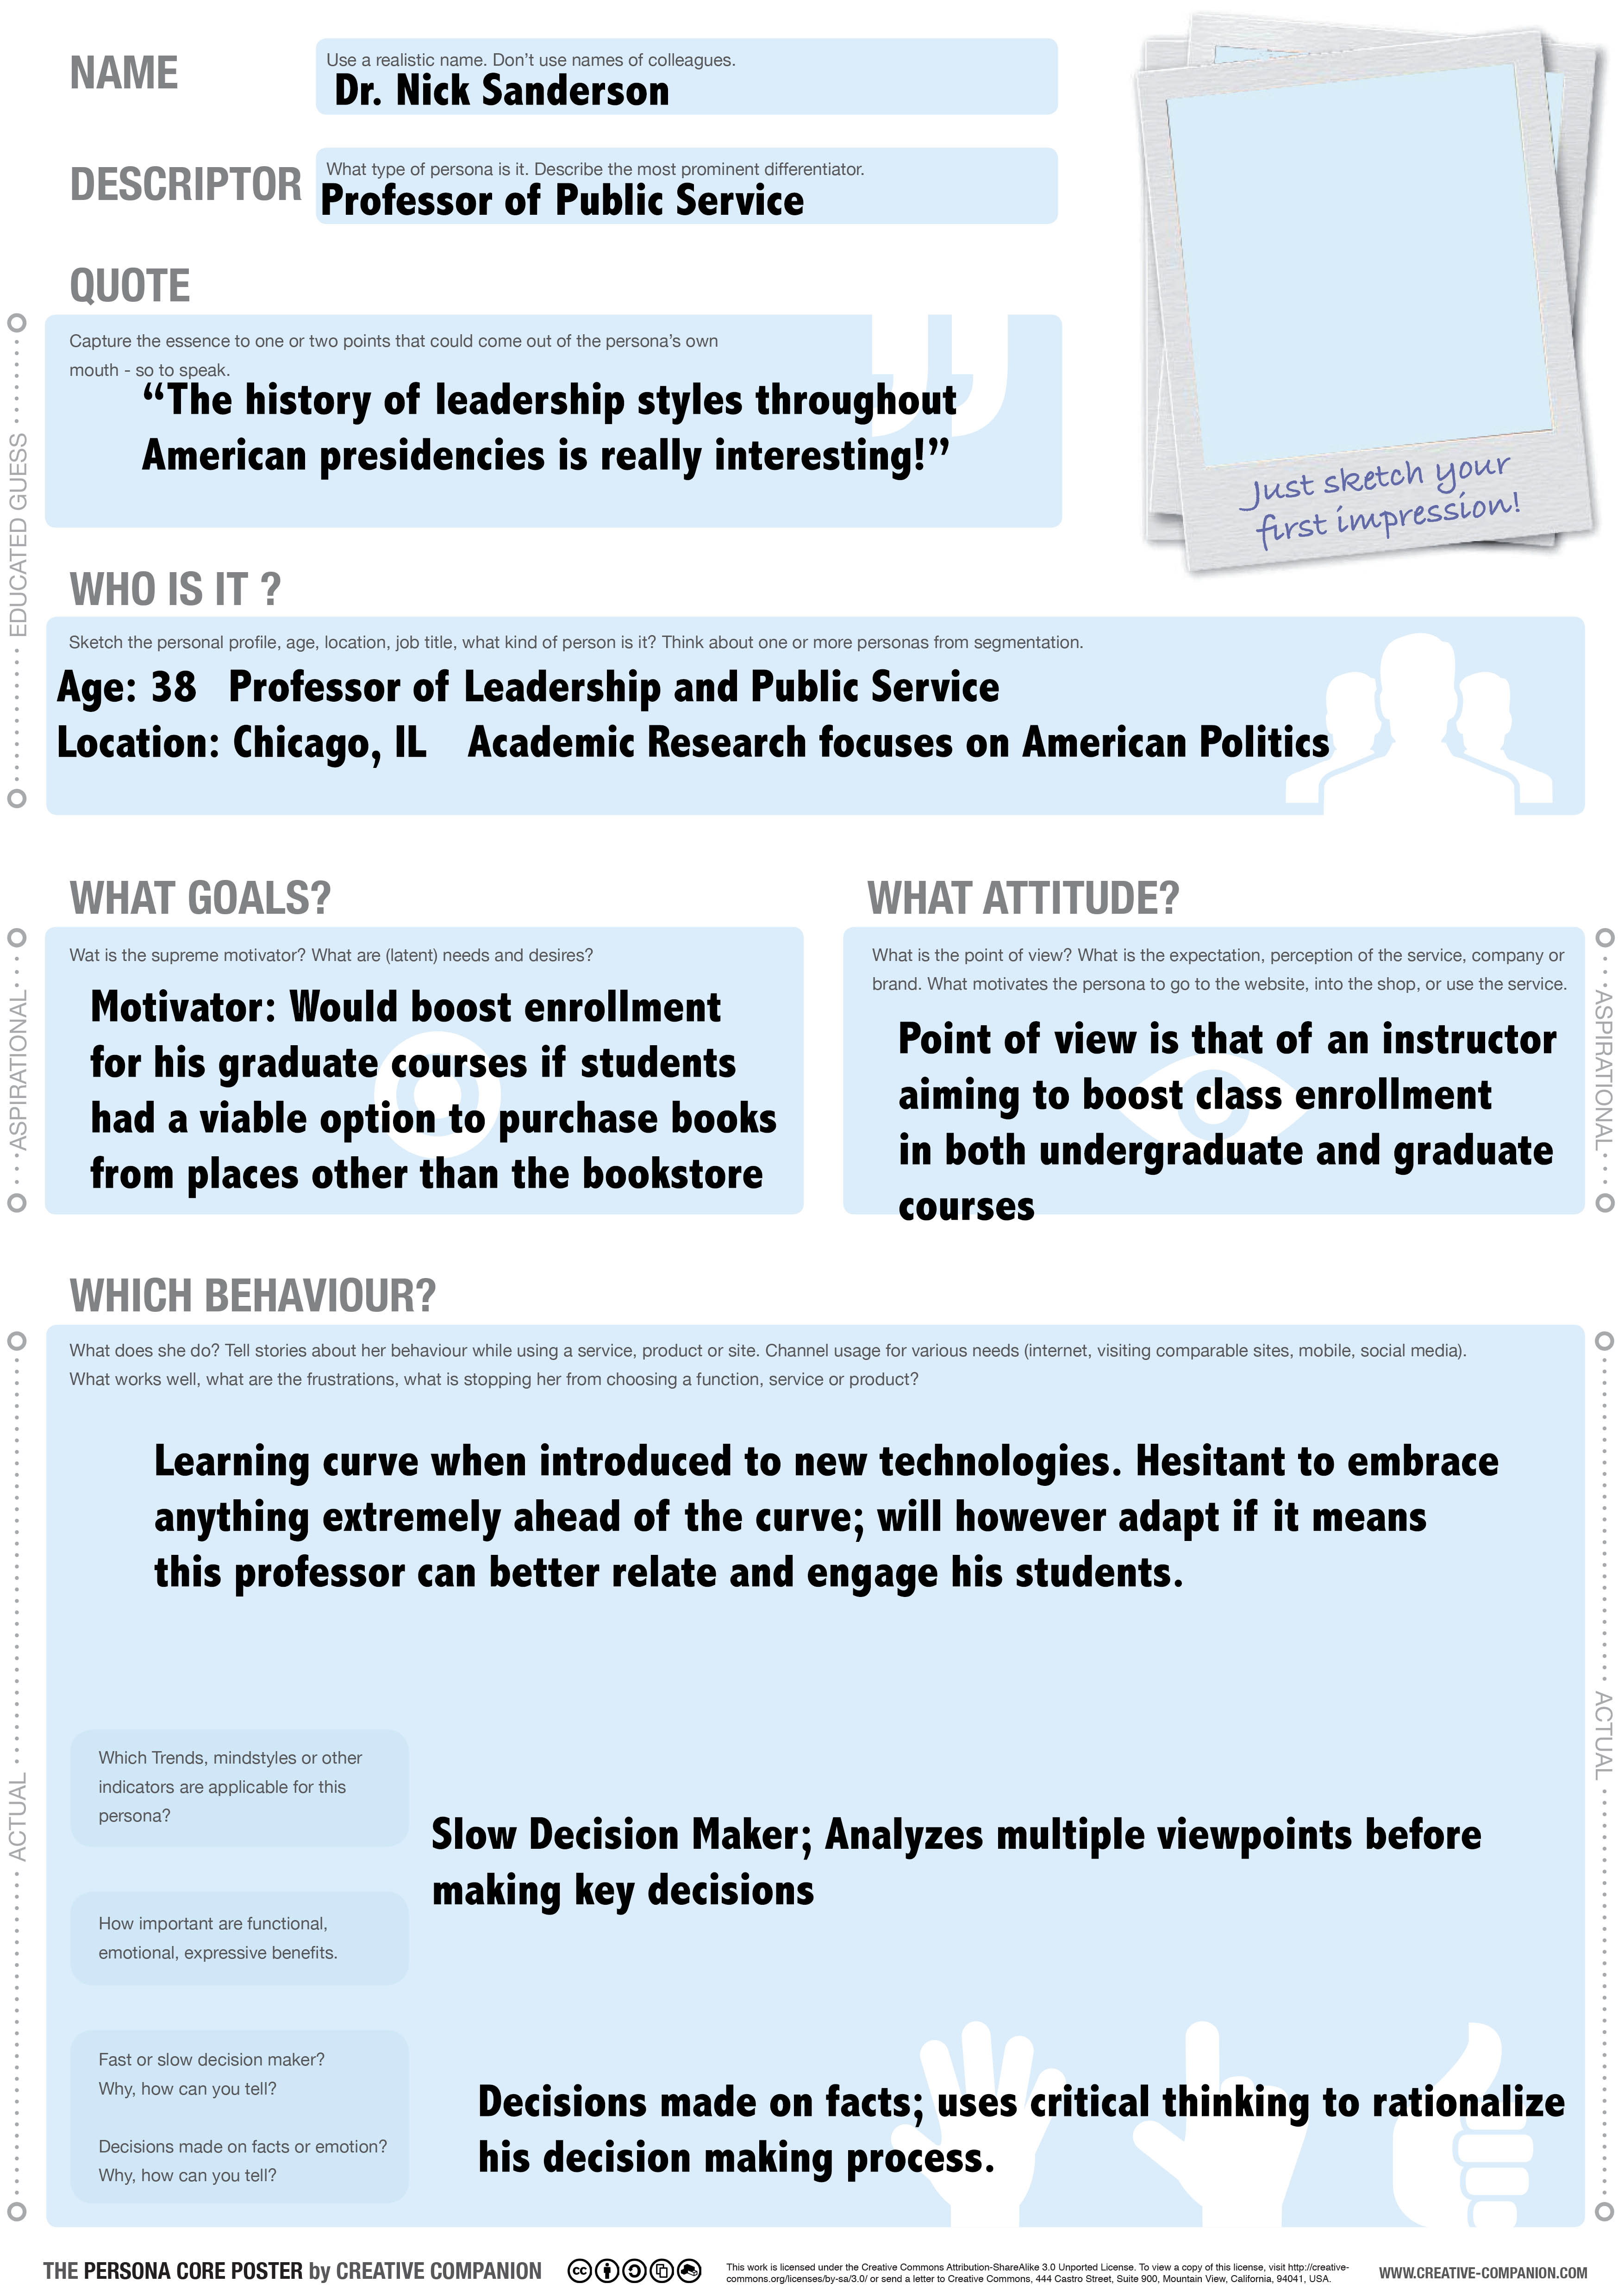 NAME
Use a realistic name. Don't use names of colleagues.
Dr. Nick Sanderson
DESCRIPTOR
What type of persona is it. Describe the most prominent differentiator.
Professor of Public Service
Just sketch your
first impression!
QUOTE
Capture the essence to one or two points that could come out of the persona's own
mouth - so to speak.
“The history of leadership styles throughout
American presidencies is really interesting!”
EDUCATED GUESS
WHO IS IT ?
Sketch the personal profile, age, location, job title, what kind of person is it? Think about one or more personas from segmentation.
Age: 38 Professor of Leadership and Public Service
Location: Chicago, IL Academic Research focuses on American Politics
WHAT GOALS?
Wat is the supreme motivator? What are (latent) needs and desires?
Motivator: Would boost enrollment
for his graduate courses if students
had a viable option to purchase books
from places other than the bookstore
ASPIRATIONAL
WHAT ATTITUDE?
What is the point of view? What is the expectation, perception of the service, company or
brand. What motivates the persona to go to the website, into the shop, or use the service.
Point of view is that of an instructor
aiming to boost class enrollment
in both undergraduate and graduate
courses
ASPIRATIONAL
WHICH BEHAVIOUR?
What does she do? Tell stories about her behaviour while using a service, product or site. Channel usage for various needs (internet, visiting comparable sites, mobile, social media).
What works well, what are the frustrations, what is stopping her from choosing a function, service or product?
Learning curve when introduced to new technologies. Hesitant to embrace
anything extremely ahead of the curve; will however adapt if it means
this professor can better relate and engage his students.
ACTUAL
ACTUAL
Which Trends, mindstyles or other
indicators are applicable for this
persona?
Slow Decision Maker; Analyzes multiple viewpoints before
making key decisions
How important are functional,
emotional, expressive benefits.
Fast or slow decision maker?
Why, how can you tell?
Decisions made on facts or emotion?
Why, how can you tell?
Decisions made on facts; uses critical thinking to rationalize
his decision making process.
THE PERSONA CORE POSTER by CREATIVE COMPANION
cc
This work is licensed under the Creative Commons Attribution-ShareAlike 3.0 Unported License. To view a copy of this license, visit http://creative-
commons.org/licenses/by-sa/3.0/ or send a letter to Creative Commons, 444 Castro Street, Suite 900, Mountain View, California, 94041, USA.
WWW.CREATIVE-COMPANION.COM